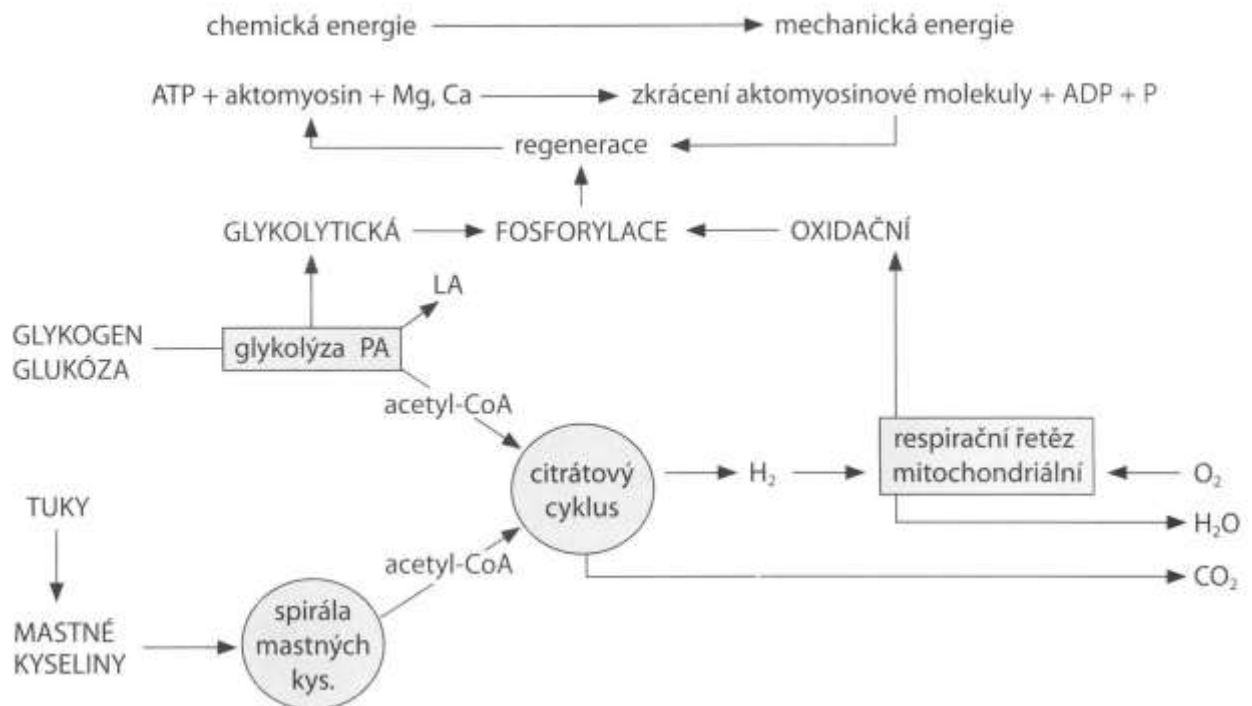 chemická energie mechanická energie
ATP + aktomyosin + Mg, Ca zkrácení aktomyosinové molekuly + ADP + P
regenerace
GLYKOLYTICKÁ FOSFORYLACE OXIDAČNÍ
LA
GLYKOGEN
GLUKÓZA
glykolýza PA
acetyl-CoA
citrátový
cyklus
H₂
respirační řetěz
mitochondriální
O₂
H₂O
CO₂
TUKY
acetyl-CoA
MASTNÉ
KYSELINY
spirála
mastných
kys.